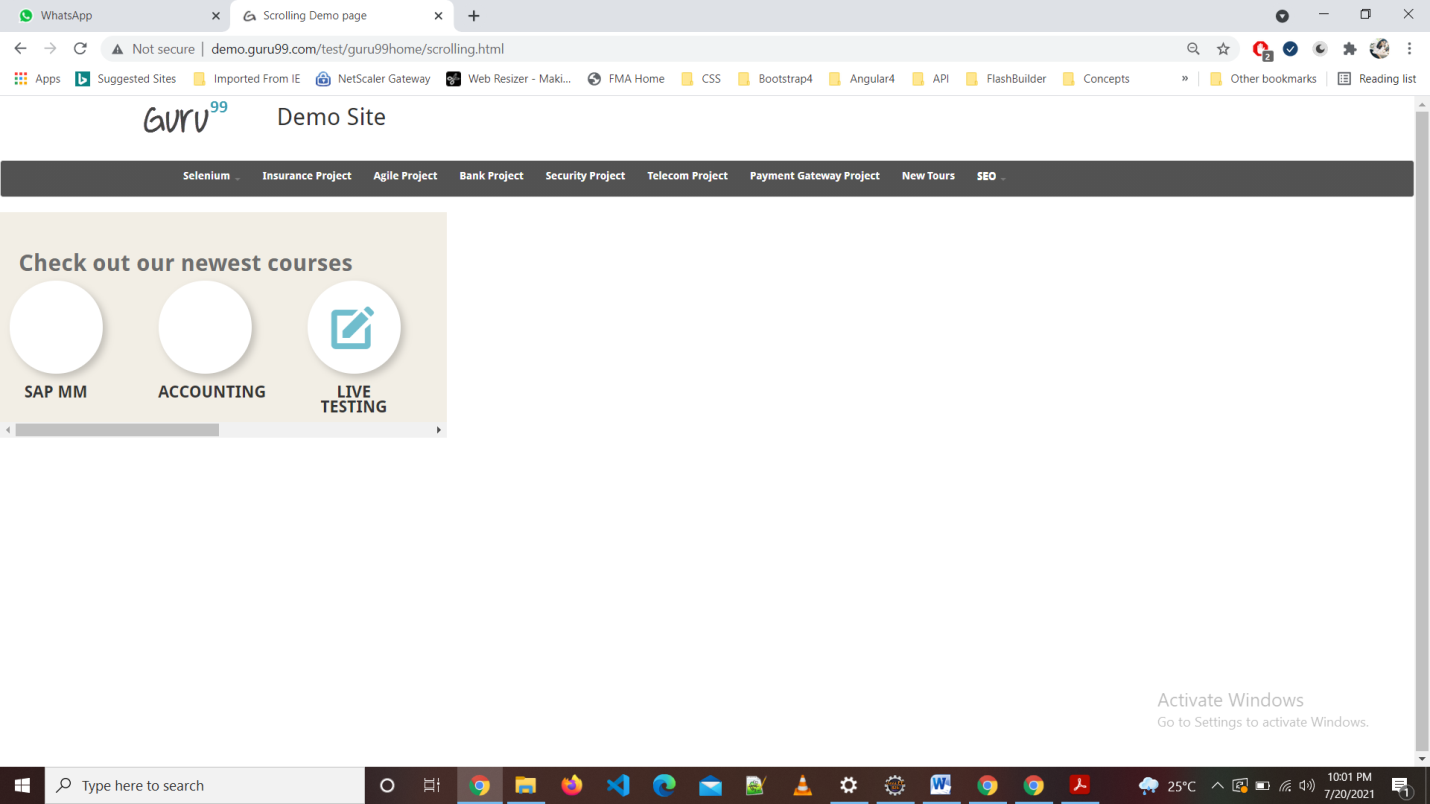 WhatsApp
Scrolling Demo page
Not secure | demo.guru99.com/test/guru99home/scrolling.html
Apps Suggested Sites Imported From IE NetScaler Gateway Web Resizer - Maki... FMA Home CSS Bootstrap4 Angular4 API FlashBuilder Concepts » Other bookmarks Reading list
2
Guru99 Demo Site
Selenium Insurance Project Agile Project Bank Project Security Project Telecom Project Payment Gateway Project New Tours SEO
Check out our newest courses
SAP MM ACCOUNTING LIVE
TESTING
Activate Windows
Go to Settings to activate Windows.
Type here to search
25°C
10:01 PM
7/20/2021
1